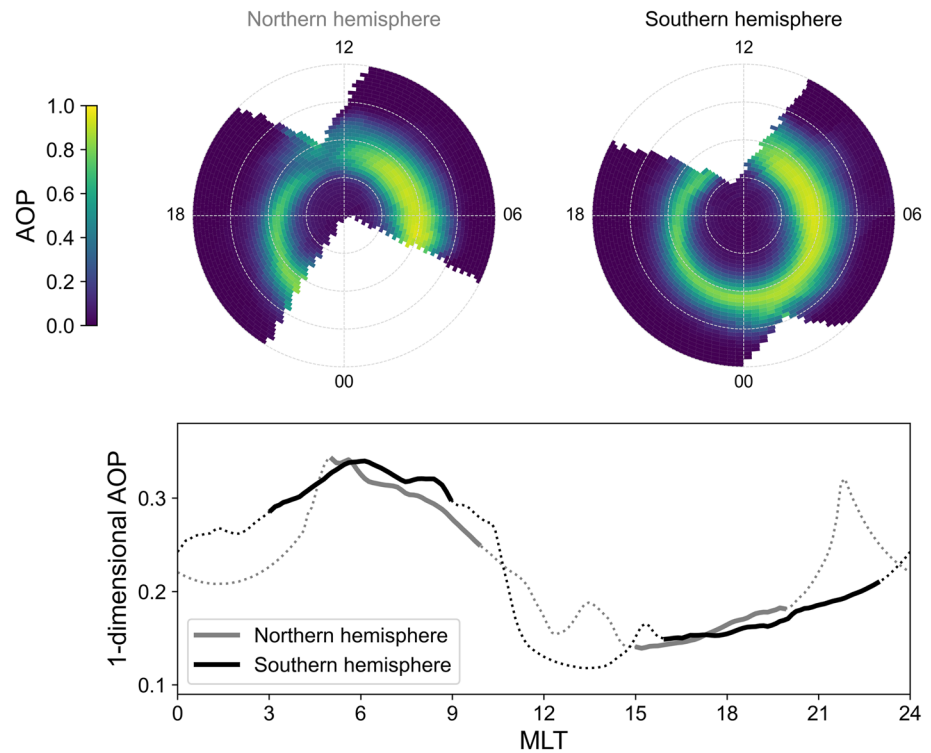 Northern hemisphere
Southern hemisphere
12
12
AOP
1.0
0.8
0.6
0.4
0.2
0.0
18
18
06
06
00
00
1-dimensional AOP
0.3
0.2
0.1
Northern hemisphere
Southern hemisphere
0 3 6 9 12 15 18 21 24
MLT